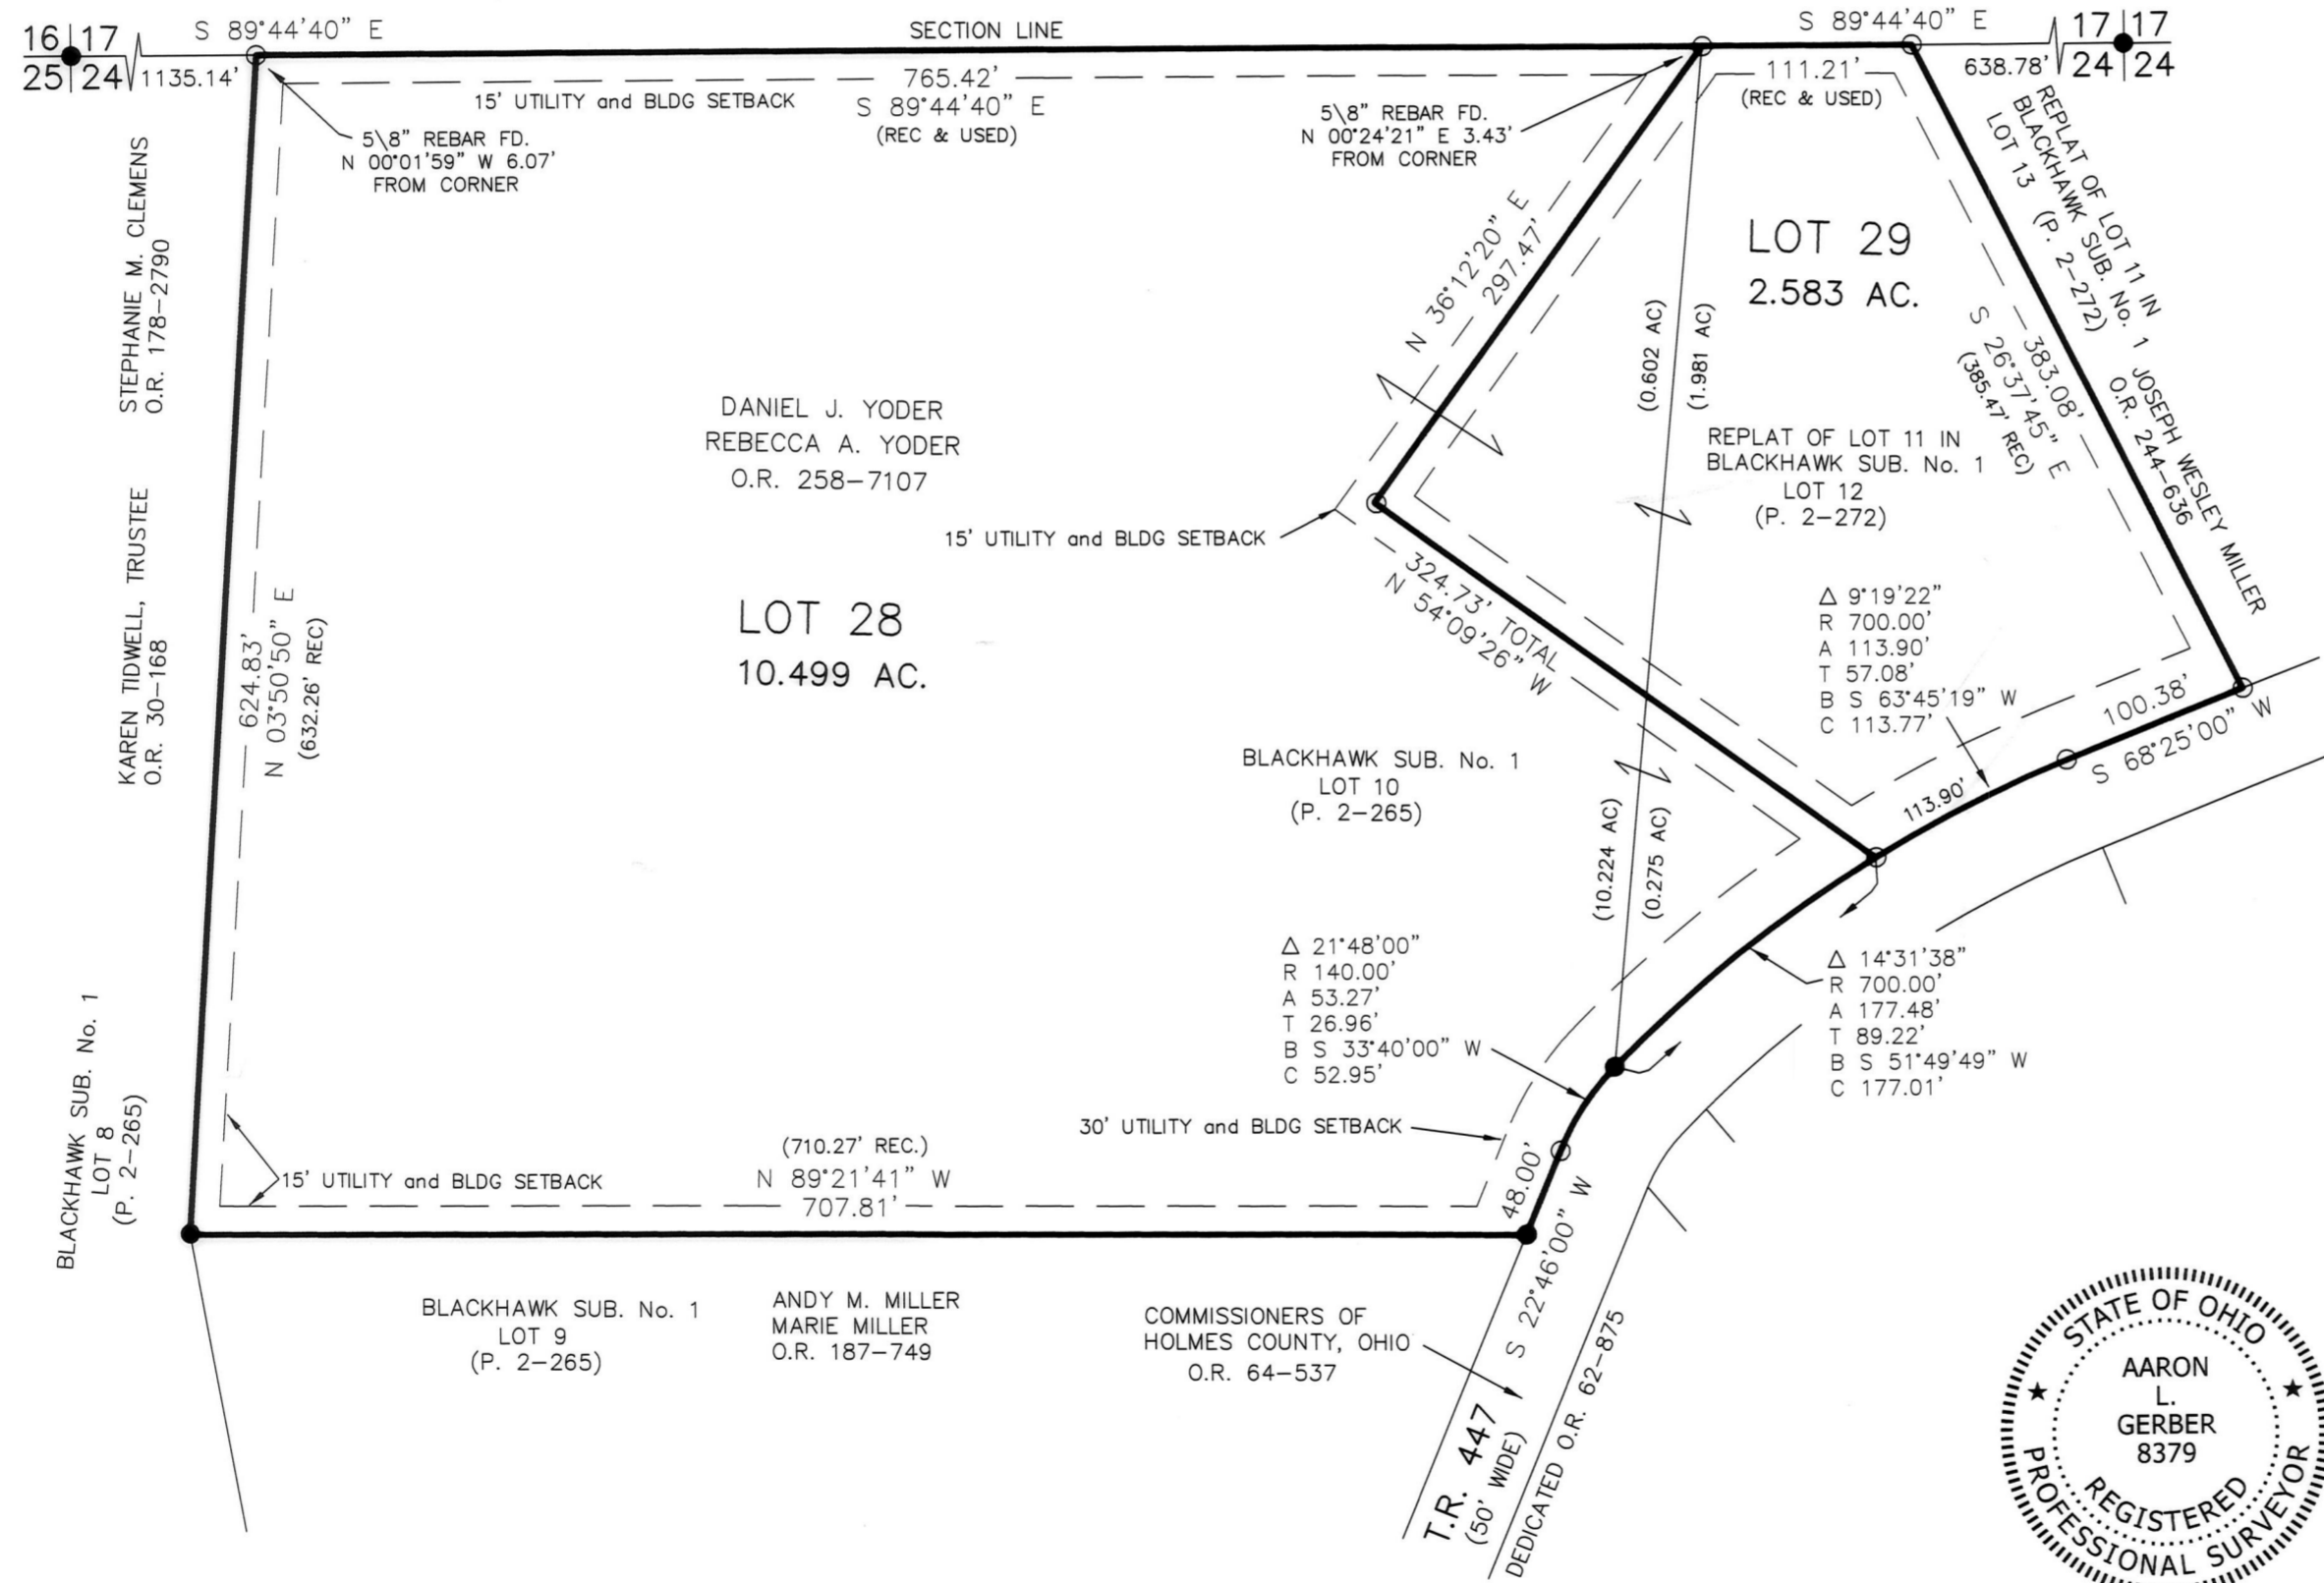 16 17
25 24
S 89°44'40" E
1135.14'
SECTION LINE
765.42'
S 89°44'40" E
(REC & USED)
15' UTILITY and BLDG SETBACK
S 89°44'40" E
111.21'
(REC & USED)
638.78'
17 17
24 24
5\8" REBAR FD.
N 00°01'59" W 6.07'
FROM CORNER
5\8" REBAR FD.
N 00°24'21" E 3.43'
FROM CORNER
STEPHANIE M. CLEMENS
O.R. 178-2790
KAREN TIDWELL, TRUSTEE
O.R. 30-168
BLACKHAWK SUB. No. 1
LOT 8
(P. 2-265)
624.83'
N 03°50'50" E
(632.26' REC)
DANIEL J. YODER
REBECCA A. YODER
O.R. 258-7107
LOT 28
10.499 AC.
N 36°12'20" E
297.47'
LOT 29
2.583 AC.
(0.602 AC)
(1.981 AC)
REPLAT OF LOT 11 IN
BLACKHAWK SUB. No. 1
LOT 12
(P. 2-272)
383.08'
S 26°37'45" E
(385.47' REC)
REPLAT OF LOT 11 IN
BLACKHAWK SUB. No. 1
LOT 13 (P. 2-272)
JOSEPH WESLEY MILLER
O.R. 244-636
15' UTILITY and BLDG SETBACK
324.73' TOTAL
N 54°09'26" W
Δ 9°19'22"
R 700.00'
A 113.90'
T 57.08'
B S 63°45'19" W
C 113.77'
100.38'
S 68°25'00" W
113.90'
BLACKHAWK SUB. No. 1
LOT 10
(P. 2-265)
(10.224 AC)
(0.275 AC)
Δ 21°48'00"
R 140.00'
A 53.27'
T 26.96'
B S 33°40'00" W
C 52.95'
Δ 14°31'38"
R 700.00'
A 177.48'
T 89.22'
B S 51°49'49" W
C 177.01'
30' UTILITY and BLDG SETBACK
15' UTILITY and BLDG SETBACK
(710.27' REC.)
N 89°21'41" W
707.81'
48.00'
S 22°46'00" W
BLACKHAWK SUB. No. 1
LOT 9
(P. 2-265)
ANDY M. MILLER
MARIE MILLER
O.R. 187-749
COMMISSIONERS OF
HOLMES COUNTY, OHIO
O.R. 64-537
T.R. 447
(50' WIDE)
DEDICATED O.R. 62-875
STATE OF OHIO
AARON
L.
GERBER
8379
REGISTERED
PROFESSIONAL SURVEYOR